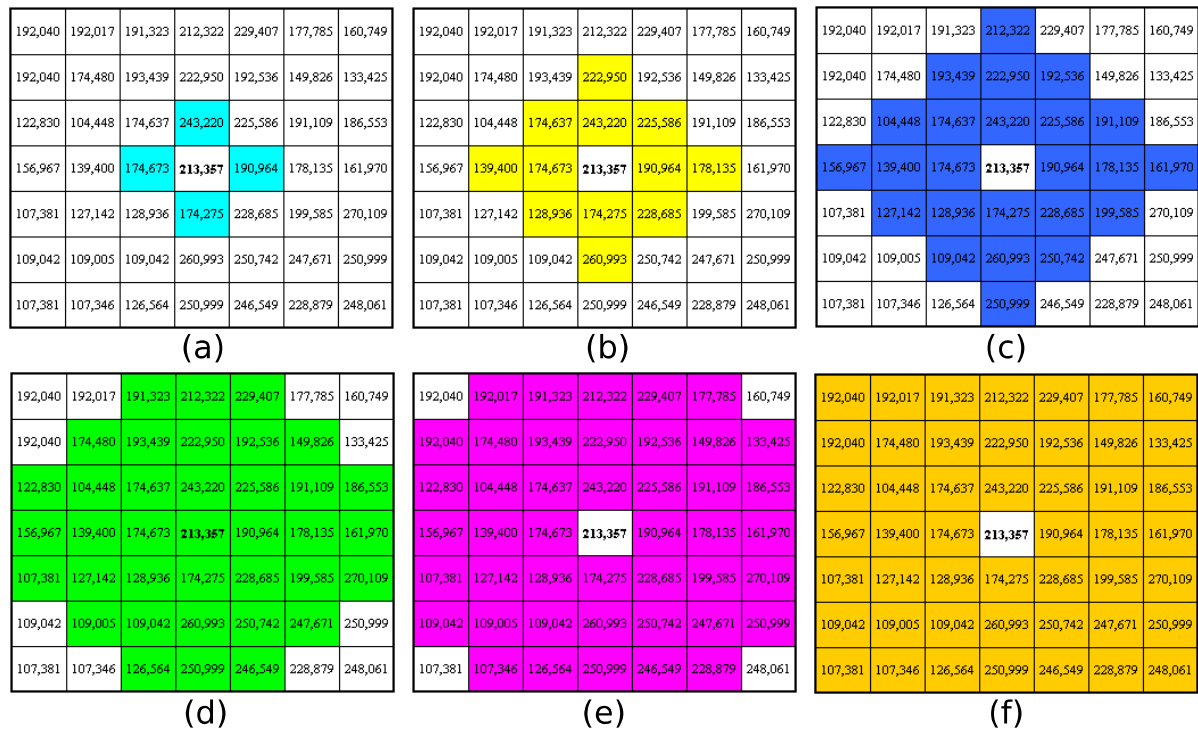 192,040 192,017 191,323 212,322 229,407 177,785 160,749
192,040 174,480 193,439 222,950 192,536 149,826 133,425
122,830 104,448 174,637 243,220 225,586 191,109 186,553
156,967 139,400 174,673 213,357 190,964 178,135 161,970
107,381 127,142 128,936 174,275 228,685 199,585 270,109
109,042 109,005 109,042 260,993 250,742 247,671 250,999
107,381 107,346 126,564 250,999 246,549 228,879 248,061
(a)
192,040 192,017 191,323 212,322 229,407 177,785 160,749
192,040 174,480 193,439 222,950 192,536 149,826 133,425
122,830 104,448 174,637 243,220 225,586 191,109 186,553
156,967 139,400 174,673 213,357 190,964 178,135 161,970
107,381 127,142 128,936 174,275 228,685 199,585 270,109
109,042 109,005 109,042 260,993 250,742 247,671 250,999
107,381 107,346 126,564 250,999 246,549 228,879 248,061
(b)
192,040 192,017 191,323 212,322 229,407 177,785 160,749
192,040 174,480 193,439 222,950 192,536 149,826 133,425
122,830 104,448 174,637 243,220 225,586 191,109 186,553
156,967 139,400 174,673 213,357 190,964 178,135 161,970
107,381 127,142 128,936 174,275 228,685 199,585 270,109
109,042 109,005 109,042 260,993 250,742 247,671 250,999
107,381 107,346 126,564 250,999 246,549 228,879 248,061
(c)
192,040 192,017 191,323 212,322 229,407 177,785 160,749
192,040 174,480 193,439 222,950 192,536 149,826 133,425
122,830 104,448 174,637 243,220 225,586 191,109 186,553
156,967 139,400 174,673 213,357 190,964 178,135 161,970
107,381 127,142 128,936 174,275 228,685 199,585 270,109
109,042 109,005 109,042 260,993 250,742 247,671 250,999
107,381 107,346 126,564 250,999 246,549 228,879 248,061
(d)
192,040 192,017 191,323 212,322 229,407 177,785 160,749
192,040 174,480 193,439 222,950 192,536 149,826 133,425
122,830 104,448 174,637 243,220 225,586 191,109 186,553
156,967 139,400 174,673 213,357 190,964 178,135 161,970
107,381 127,142 128,936 174,275 228,685 199,585 270,109
109,042 109,005 109,042 260,993 250,742 247,671 250,999
107,381 107,346 126,564 250,999 246,549 228,879 248,061
(e)
192,040 192,017 191,323 212,322 229,407 177,785 160,749
192,040 174,480 193,439 222,950 192,536 149,826 133,425
122,830 104,448 174,637 243,220 225,586 191,109 186,553
156,967 139,400 174,673 213,357 190,964 178,135 161,970
107,381 127,142 128,936 174,275 228,685 199,585 270,109
109,042 109,005 109,042 260,993 250,742 247,671 250,999
107,381 107,346 126,564 250,999 246,549 228,879 248,061
(f)